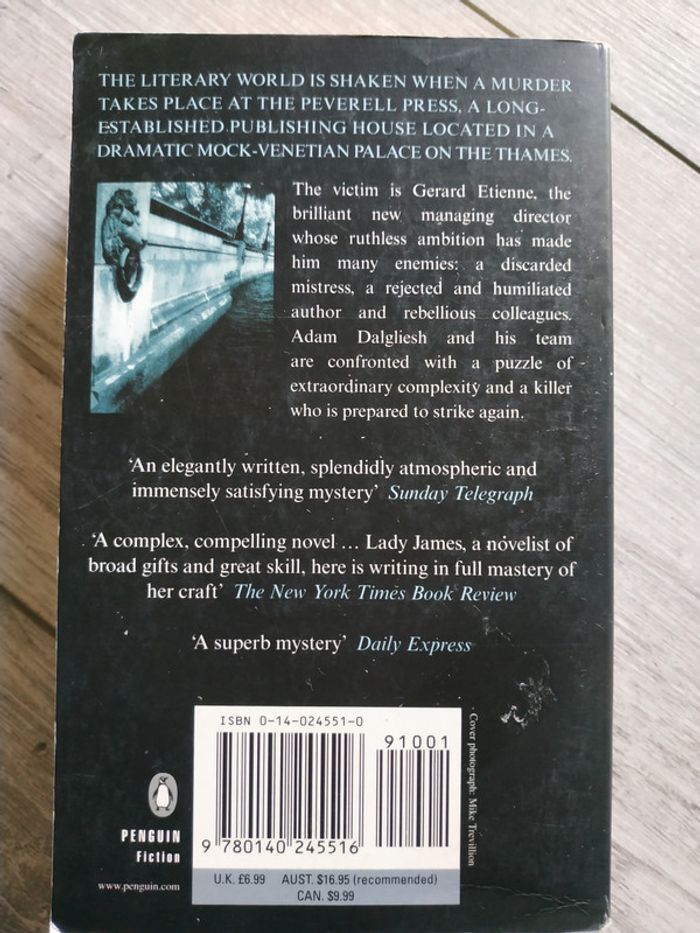 THE LITERARY WORLD IS SHAKEN WHEN A MURDER
TAKES PLACE AT THE PEVERELL PRESS, A LONG-
ESTABLISHED PUBLISHING HOUSE LOCATED IN A
DRAMATIC MOCK-VENETIAN PALACE ON THE THAMES.
The victim is Gerard Etienne, the
brilliant new managing director
whose ruthless ambition has made
him many enemies: a discarded
mistress, a rejected and humiliated
author and rebellious colleagues.
Adam Dalgliesh and his team
are confronted with a puzzle of
extraordinary complexity and a killer
who is prepared to strike again.
‘An elegantly written, splendidly atmospheric and
immensely satisfying mystery’ Sunday Telegraph
‘A complex, compelling novel ... Lady James, a novelist of
broad gifts and great skill, here is writing in full mastery of
her craft’ The New York Times Book Review
‘A superb mystery’ Daily Express
ISBN 0-14-024551-0
91001
9 780140 245516
U.K. £6.99 AUST. $16.95 (recommended)
CAN. $9.99
Cover photograph: Mike Trevillion
PENGUIN
Fiction
www.penguin.com